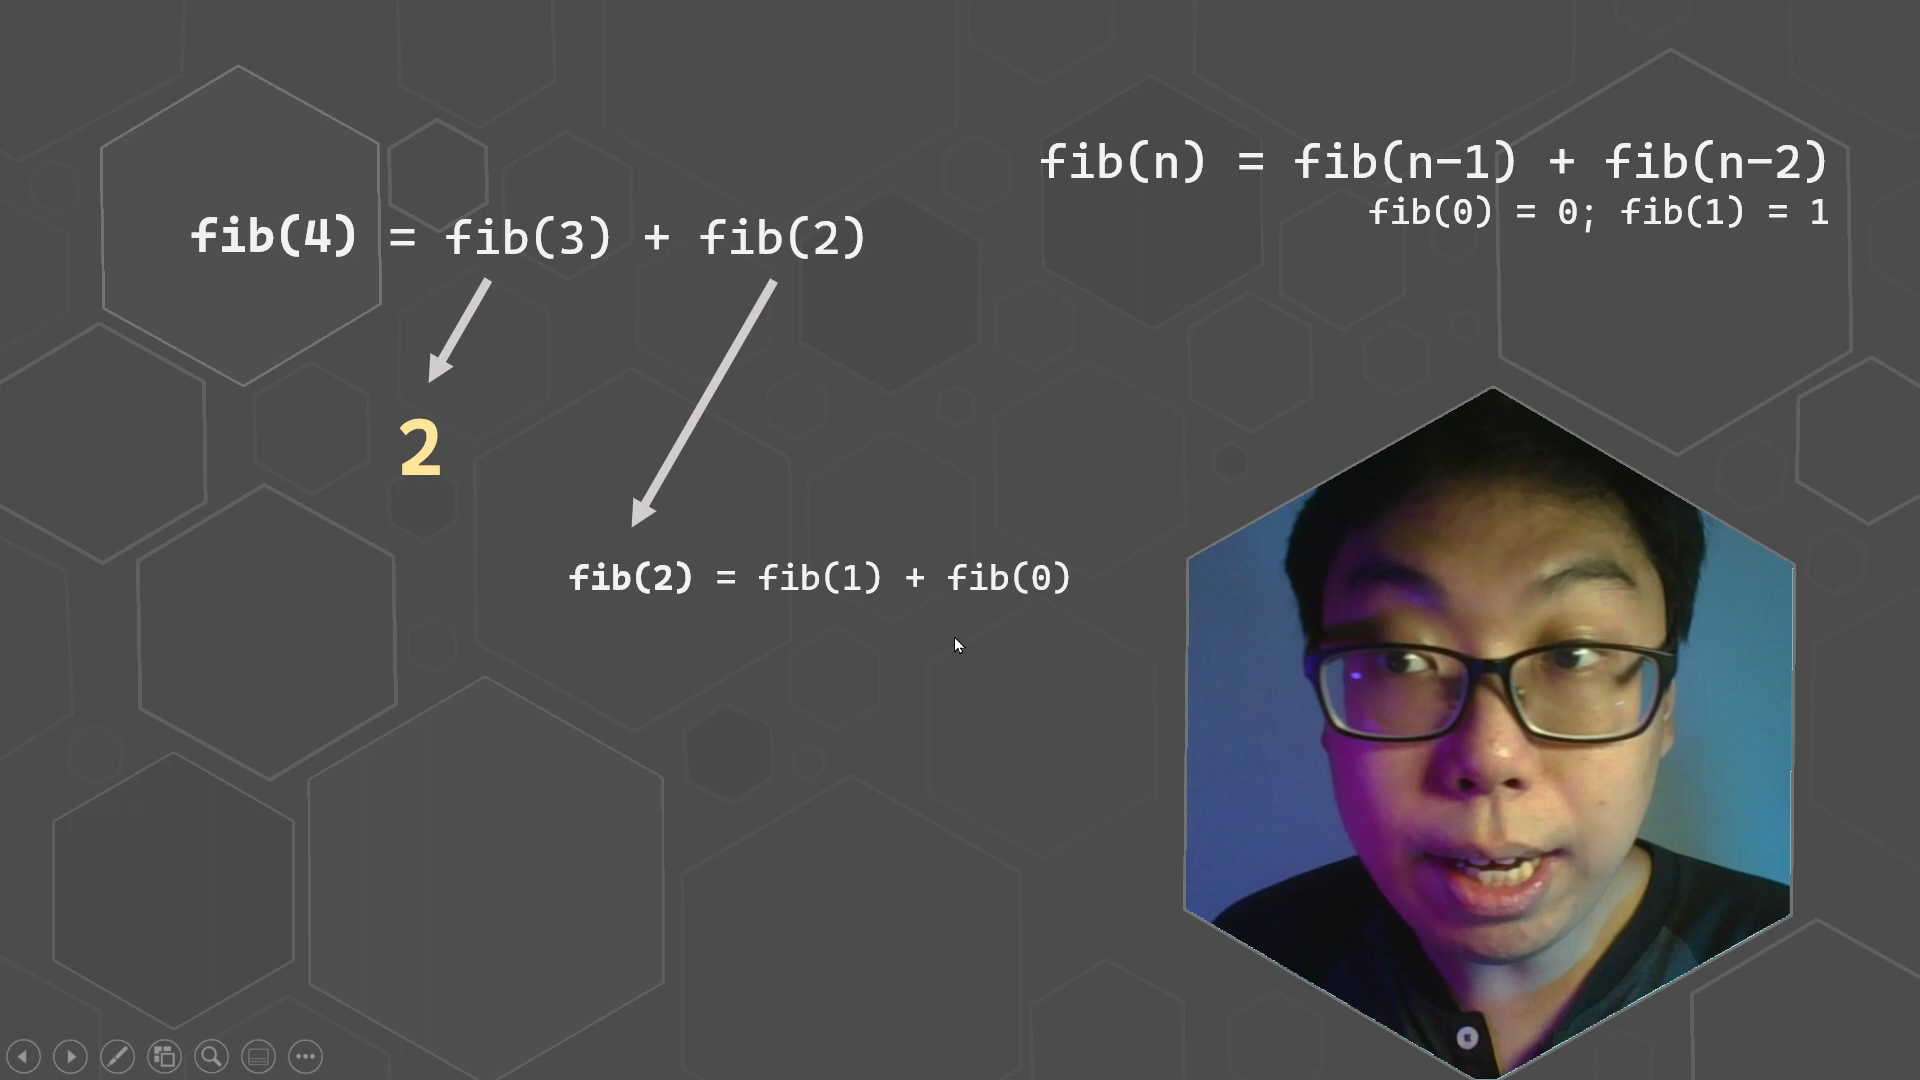 fib(n) = fib(n-1) + fib(n-2)
fib(0) = 0; fib(1) = 1
fib(4) = fib(3) + fib(2)
2
fib(2) = fib(1) + fib(0)